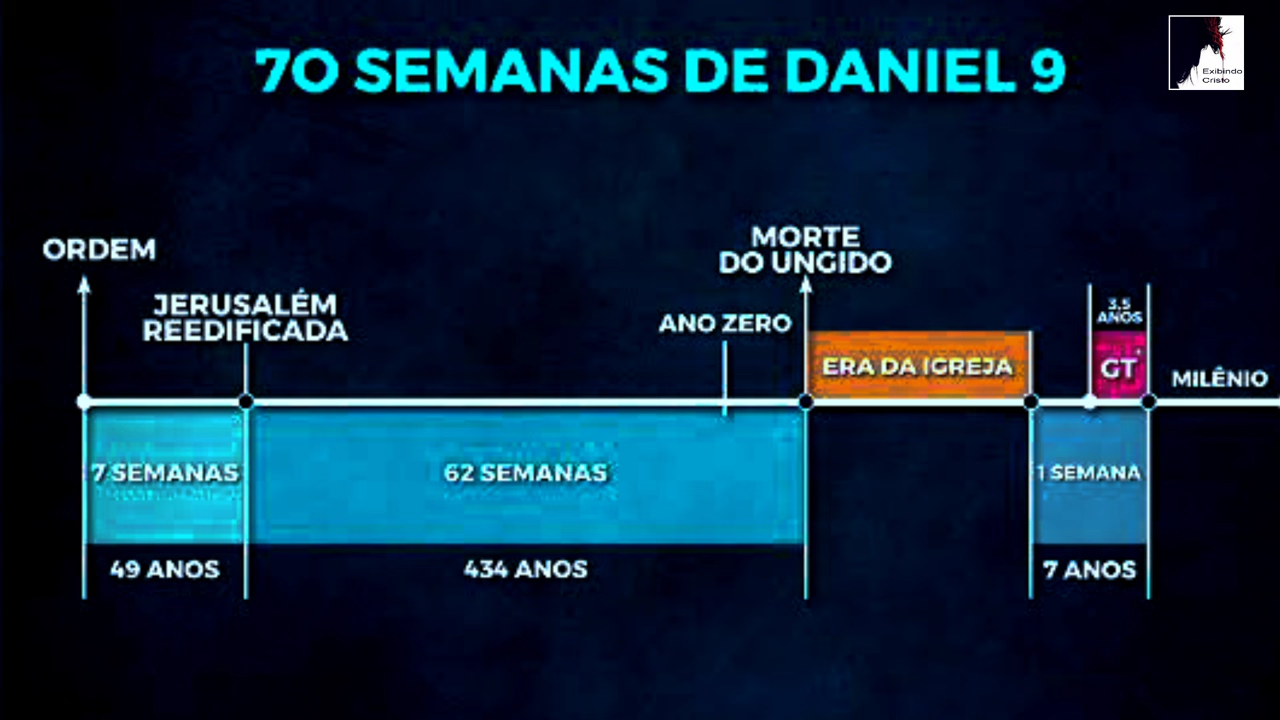 70 SEMANAS DE DANIEL 9
Exibindo
Cristo
ORDEM
JERUSALÉM
REEDIFICADA
ANO ZERO
MORTE
DO UNGIDO
ERA DA IGREJA
3,5
ANOS
GT*
MILÊNIO
7 SEMANAS
62 SEMANAS
1 SEMANA
49 ANOS
434 ANOS
7 ANOS